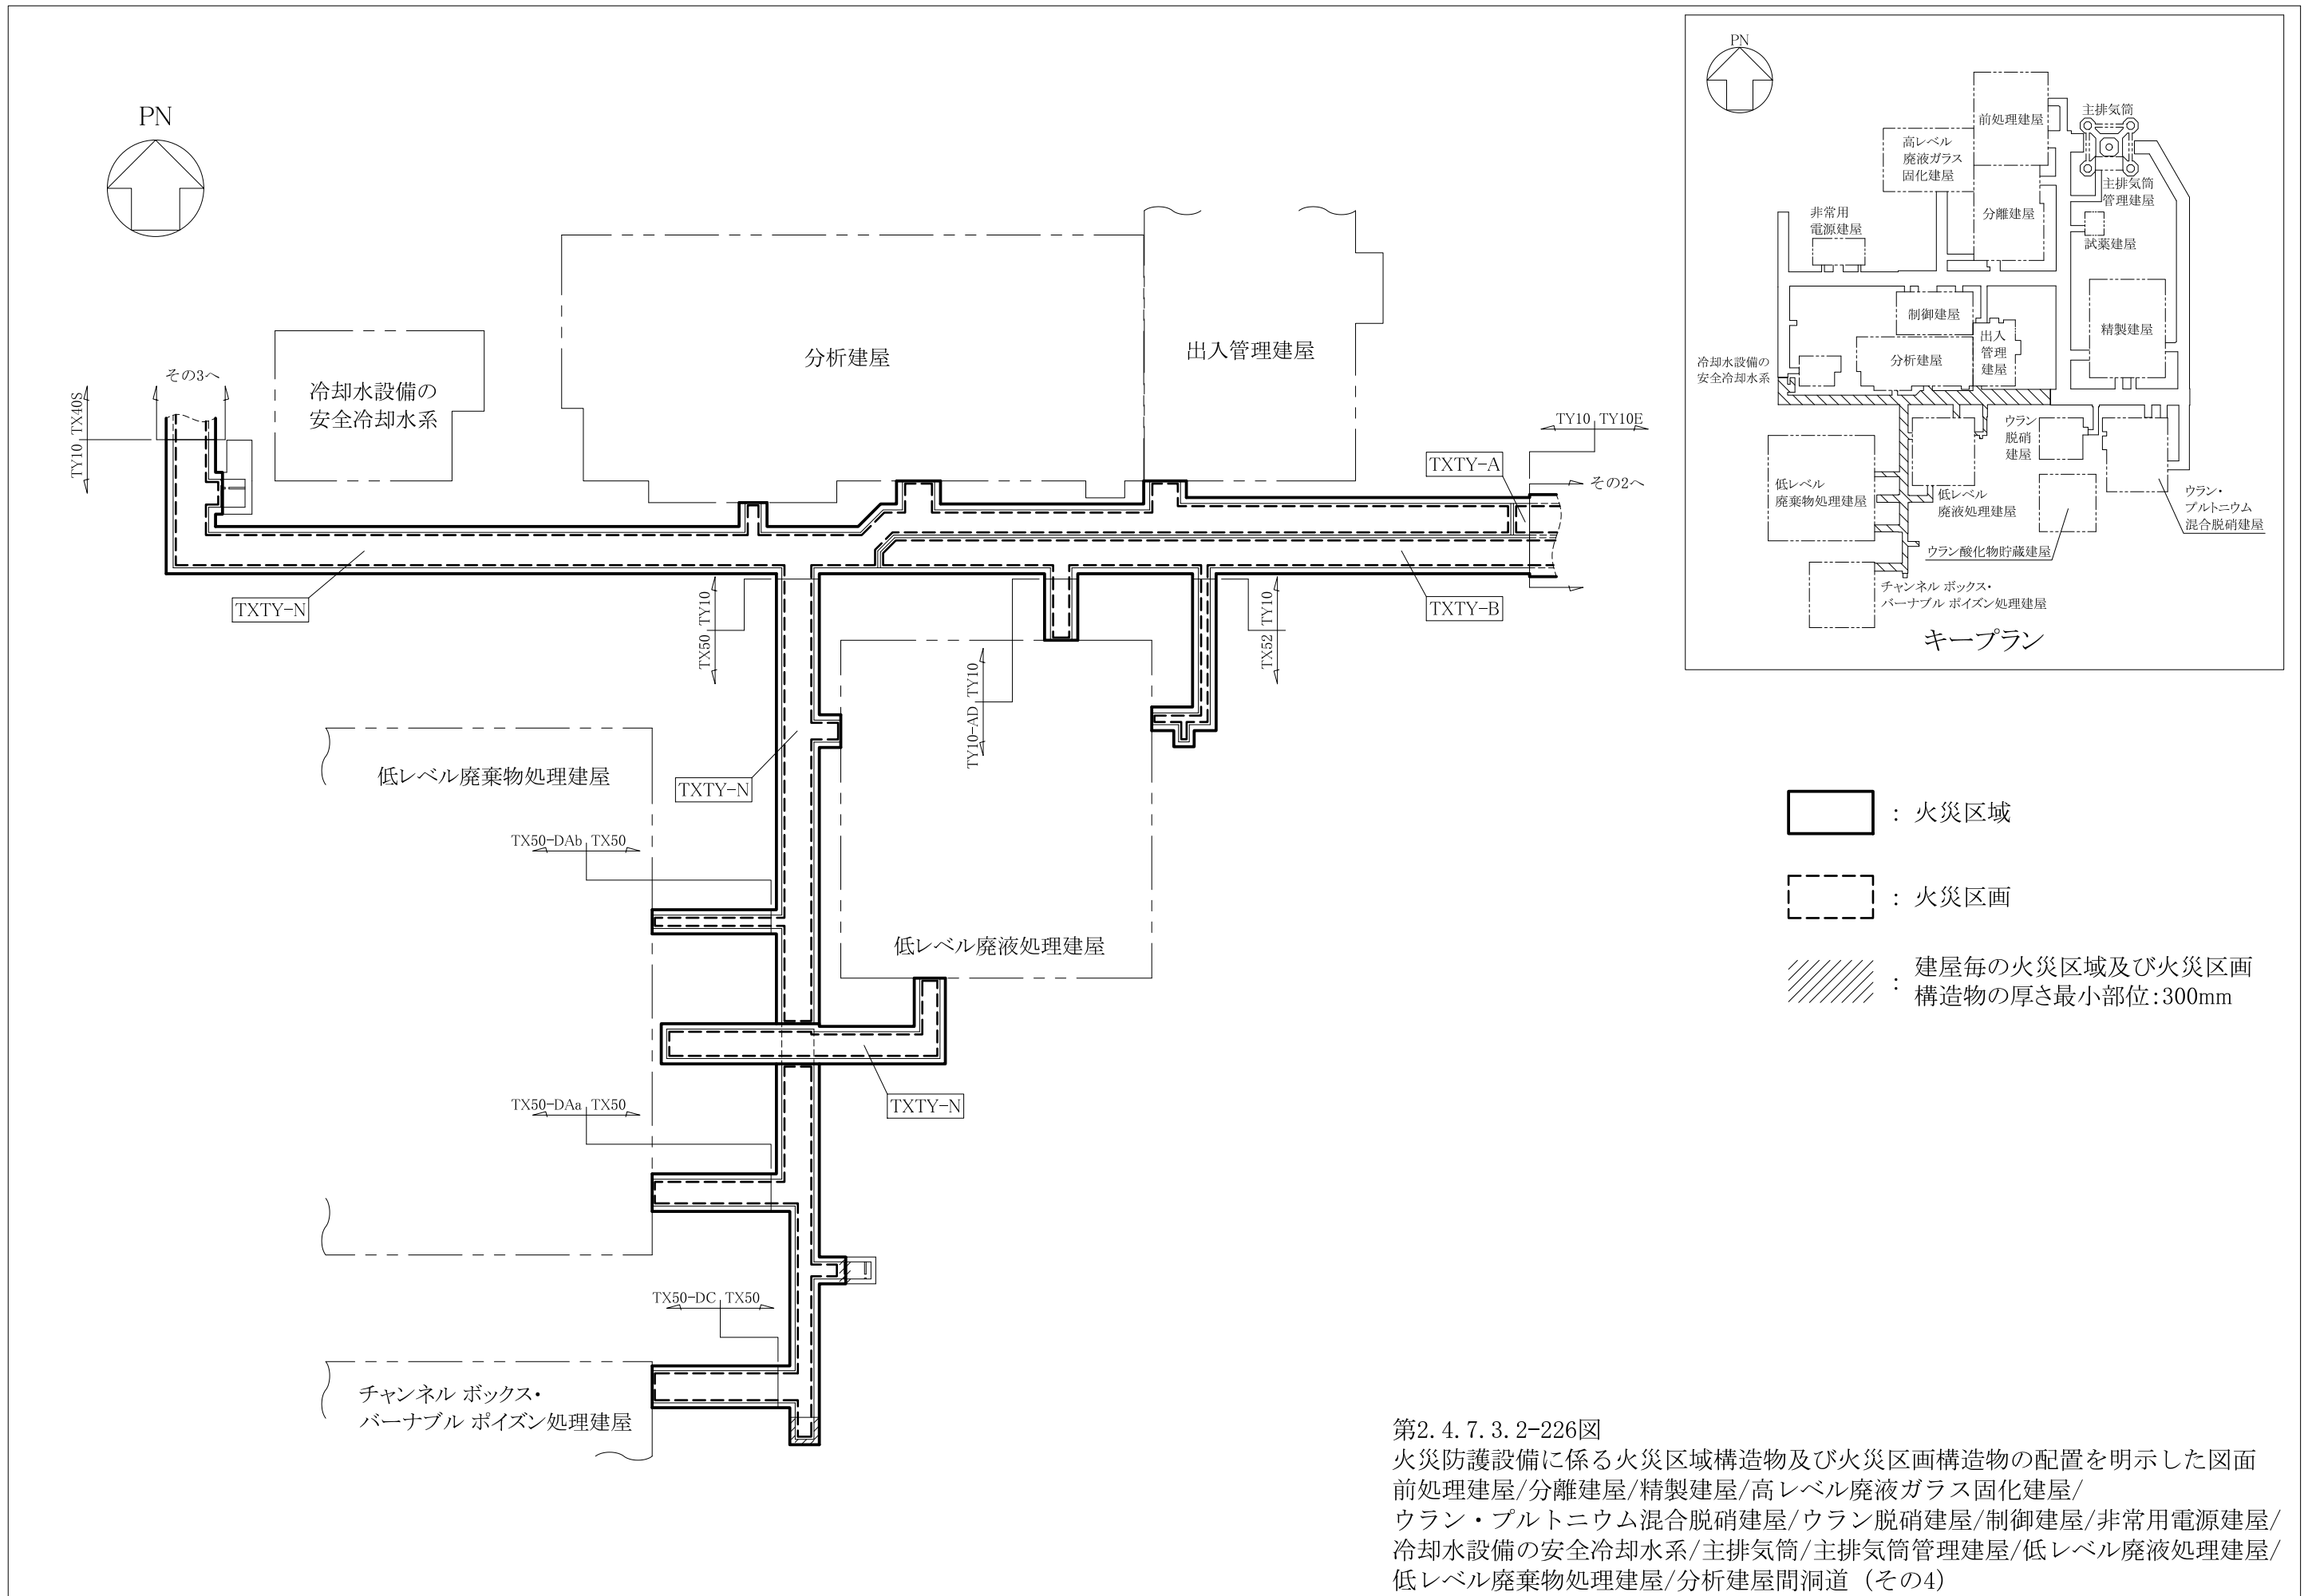 PN
その3へ
TY10 TX40S
冷却水設備の
安全冷却水系
分析建屋
出入管理建屋
TY10 TY10E
TXTY-A
その2へ
TXTY-N
TX50 TY10
TXTY-B
TX52 TY10
TY10-AD TY10
低レベル廃棄物処理建屋
TXTY-N
TX50-DAb TX50
低レベル廃液処理建屋
TXTY-N
TX50-DAa TX50
TX50-DC TX50
チャンネル ボックス・
バーナブル ポイズン処理建屋
PN
主排気筒
前処理建屋
高レベル
廃液ガラス
固化建屋
主排気筒
管理建屋
非常用
電源建屋
分離建屋
試薬建屋
制御建屋
精製建屋
出入
管理
建屋
冷却水設備の
安全冷却水系
分析建屋
ウラン
脱硝
建屋
低レベル
廃棄物処理建屋
低レベル
廃液処理建屋
ウラン・
プルトニウム
混合脱硝建屋
ウラン酸化物貯蔵建屋
チャンネル ボックス・
バーナブル ポイズン処理建屋
キープラン
：火災区域
：火災区画
：建屋毎の火災区域及び火災区画
構造物の厚さ最小部位：300mm
第2.4.7.3.2-226図
火災防護設備に係る火災区域構造物及び火災区画構造物の配置を明示した図面
前処理建屋/分離建屋/精製建屋/高レベル廃液ガラス固化建屋/
ウラン・プルトニウム混合脱硝建屋/ウラン脱硝建屋/制御建屋/非常用電源建屋/
冷却水設備の安全冷却水系/主排気筒/主排気筒管理建屋/低レベル廃液処理建屋/
低レベル廃棄物処理建屋/分析建屋間洞道（その4）